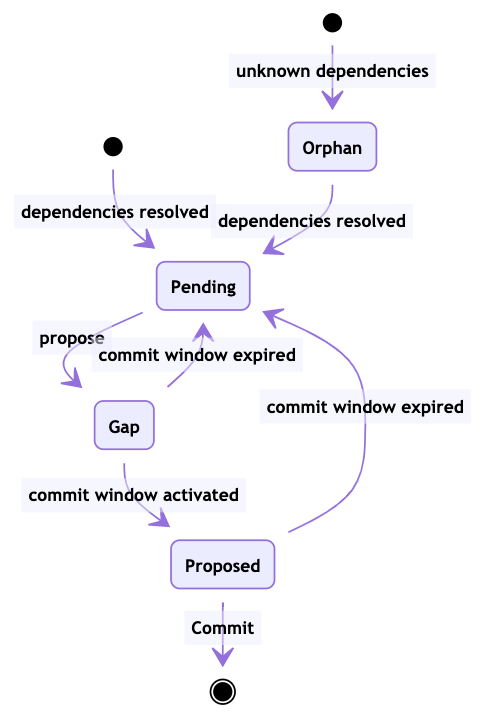 unknown dependencies
Orphan
dependencies resolved
dependencies resolved
Pending
propose
commit window expired
commit window expired
Gap
commit window activated
Proposed
Commit